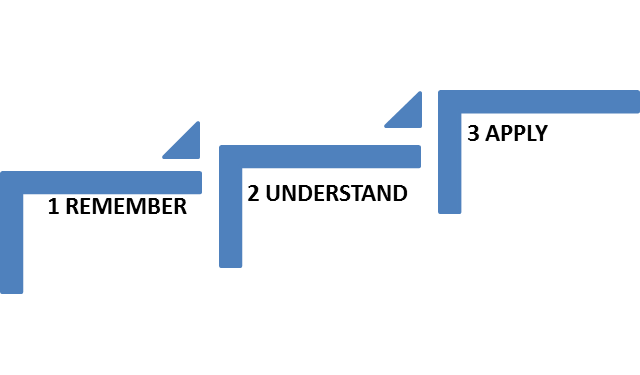 1 REMEMBER
2 UNDERSTAND
3 APPLY